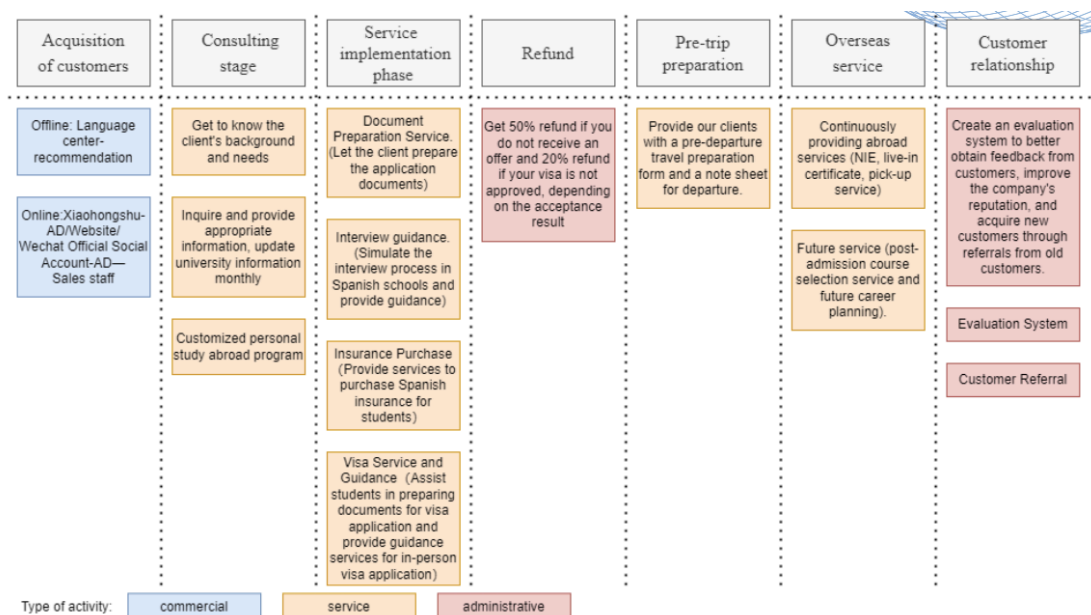 Acquisition
of customers
Consulting
stage
Service
implementation
phase
Refund
Pre-trip
preparation
Overseas
service
Customer
relationship
Offline: Language
center-
recommendation
Online:Xiaohongshu-
AD/Website/
Wechat Official Social
Account-AD—
Sales staff
Get to know the
client's background
and needs
Inquire and provide
appropriate
information, update
university information
monthly
Customized personal
study abroad program
Document
Preparation Service.
(Let the client prepare
the application
documents)
Interview guidance.
(Simulate the
interview process in
Spanish schools and
provide guidance)
Insurance Purchase
(Provide services to
purchase Spanish
insurance for
students)
Visa Service and
Guidance (Assist
students in preparing
documents for visa
application and
provide guidance
services for in-person
visa application)
Get 50% refund if you
do not receive an
offer and 20% refund
if your visa is not
approved, depending
on the acceptance
result
Provide our clients
with a pre-departure
travel preparation
form and a note sheet
for departure.
Continuously
providing abroad
services (NIE, live-in
certificate, pick-up
service)
Future service (post-
admission course
selection service and
future career
planning).
Create an evaluation
system to better
obtain feedback from
customers, improve
the company's
reputation, and
acquire new
customers through
referrals from old
customers.
Evaluation System
Customer Referral
Type of activity:
commercial
service
administrative